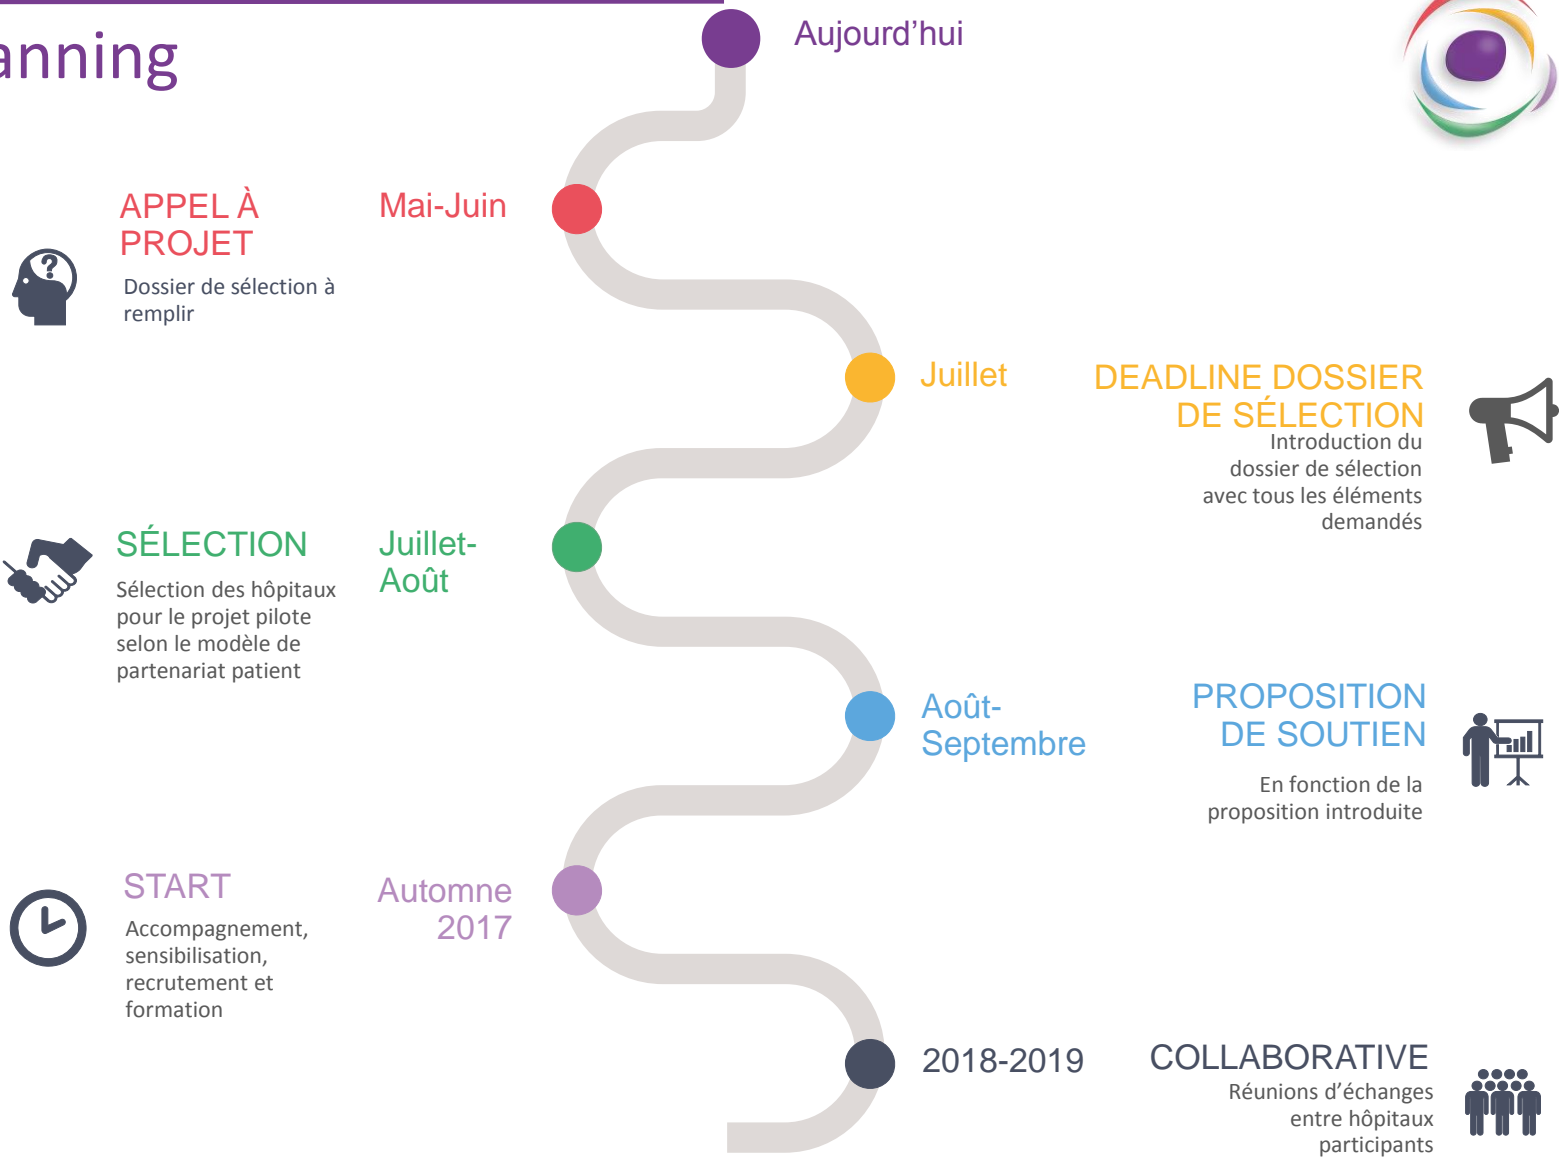 anning
Aujourd’hui
APPEL À
PROJET
Mai-Juin
?
Dossier de sélection à
remplir
Juillet
DEADLINE DOSSIER
DE SÉLECTION
Introduction du
dossier de sélection
avec tous les éléments
demandés
SÉLECTION
Juillet-
Août
Sélection des hôpitaux
pour le projet pilote
selon le modèle de
partenariat patient
Août-
Septembre
PROPOSITION
DE SOUTIEN
En fonction de la
proposition introduite
START
Automne
2017
Accompagnement,
sensibilisation,
recrutement et
formation
2018-2019
COLLABORATIVE
Réunions d’échanges
entre hôpitaux
participants